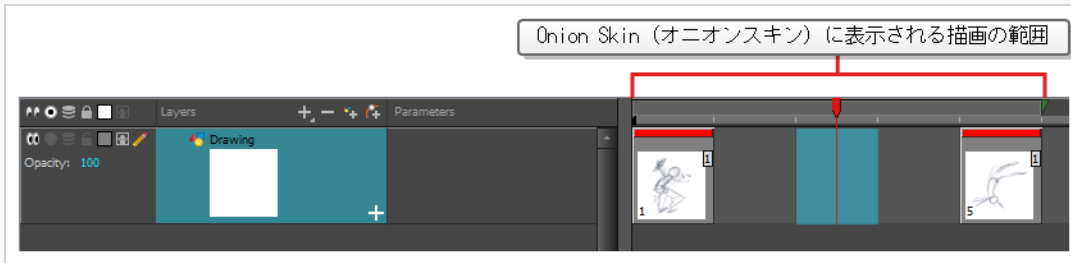 Onion Skin（オニオンスキン）に表示される描画の範囲
Layers
Parameters
Drawing
Opacity: 100
1
1
1
5